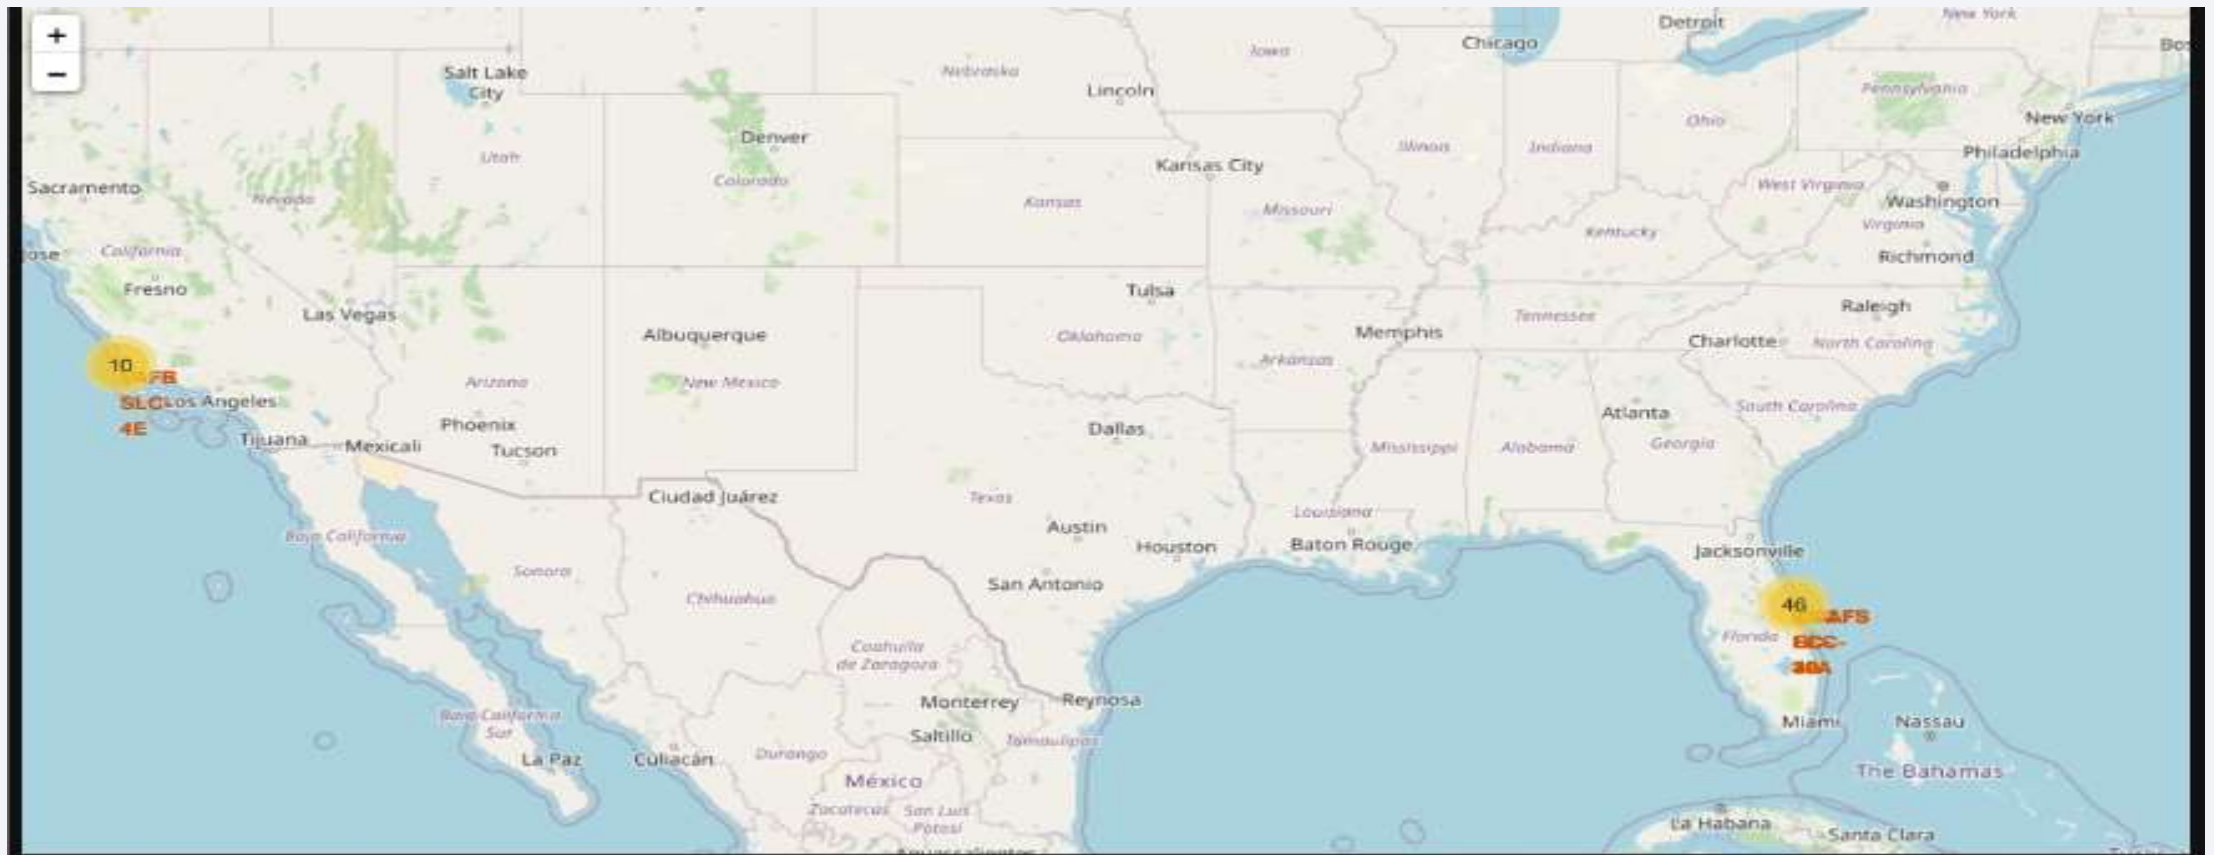 +
−
New York
Detroit
Chicago
Iowa
Salt Lake
City
Nebraska
Lincoln
Pennsylvania
New York
Ohio
Denver
Illinois
Indiana
Philadelphia
Utah
Kansas City
Colorado
Sacramento
West Virginia
Nevada
Kansas
Missouri
Washington
Virginia
Kentucky
California
Richmond
Fresno
Tulsa
Las Vegas
Raleigh
Tennessee
Albuquerque
Oklahoma
Memphis
Charlotte
North Carolina
Arkansas
10
FB
Arizona
New Mexico
SLC
Los Angeles
South Carolina
Atlanta
4E
Phoenix
Dallas
Tijuana
Mexicali
Tucson
Mississippi
Alabama
Georgia
Ciudad Juárez
Texas
Louisiana
Austin
Baja California
Houston
Baton Rouge
Jacksonville
Sonora
San Antonio
Chihuahua
46
AFS
Florida
Coahuila
de Zaragoza
Monterrey
Reynosa
Baja California
Sur
Miami
Nassau
Saltillo
Tamaulipas
La Paz
Culiacán
Durango
The Bahamas
México
Zacatecas
San Luis
Potosí
La Habana
Santa Clara
Aguascalientes